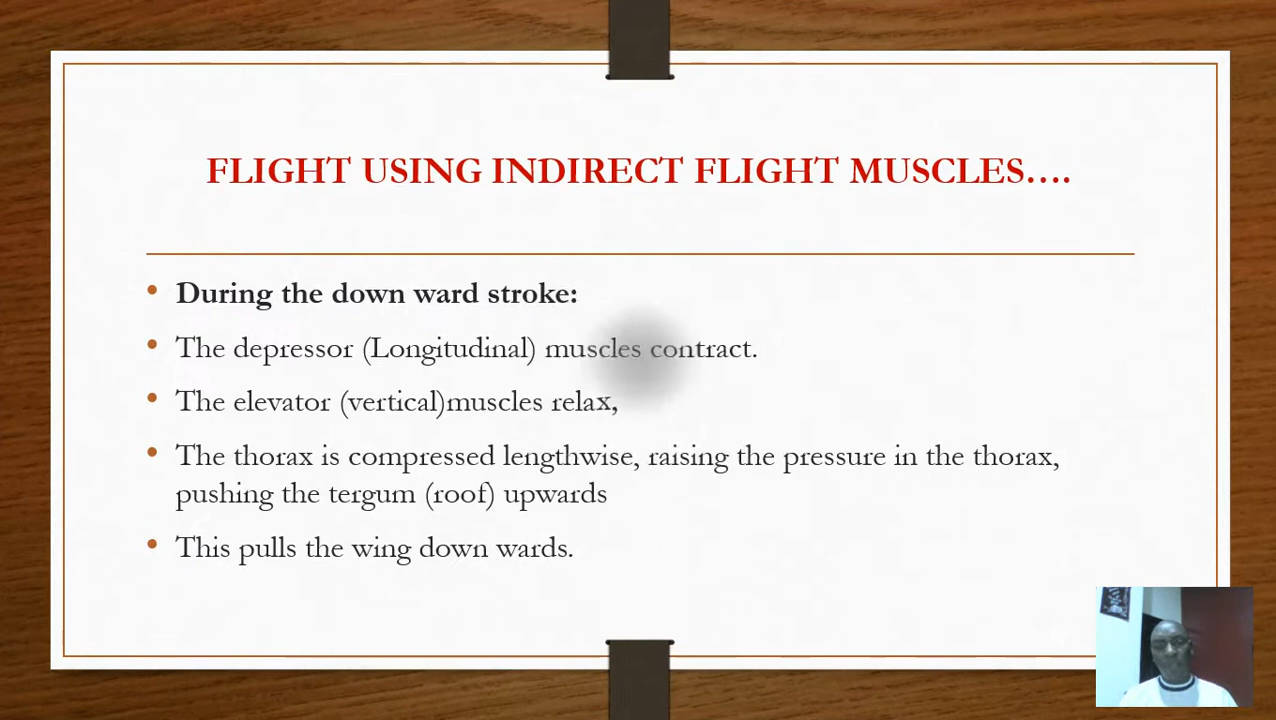 FLIGHT USING INDIRECT FLIGHT MUSCLES….
• During the down ward stroke:
• The depressor (Longitudinal) muscles contract.
• The elevator (vertical)muscles relax,
• The thorax is compressed lengthwise, raising the pressure in the thorax,
pushing the tergum (roof) upwards
• This pulls the wing down wards.